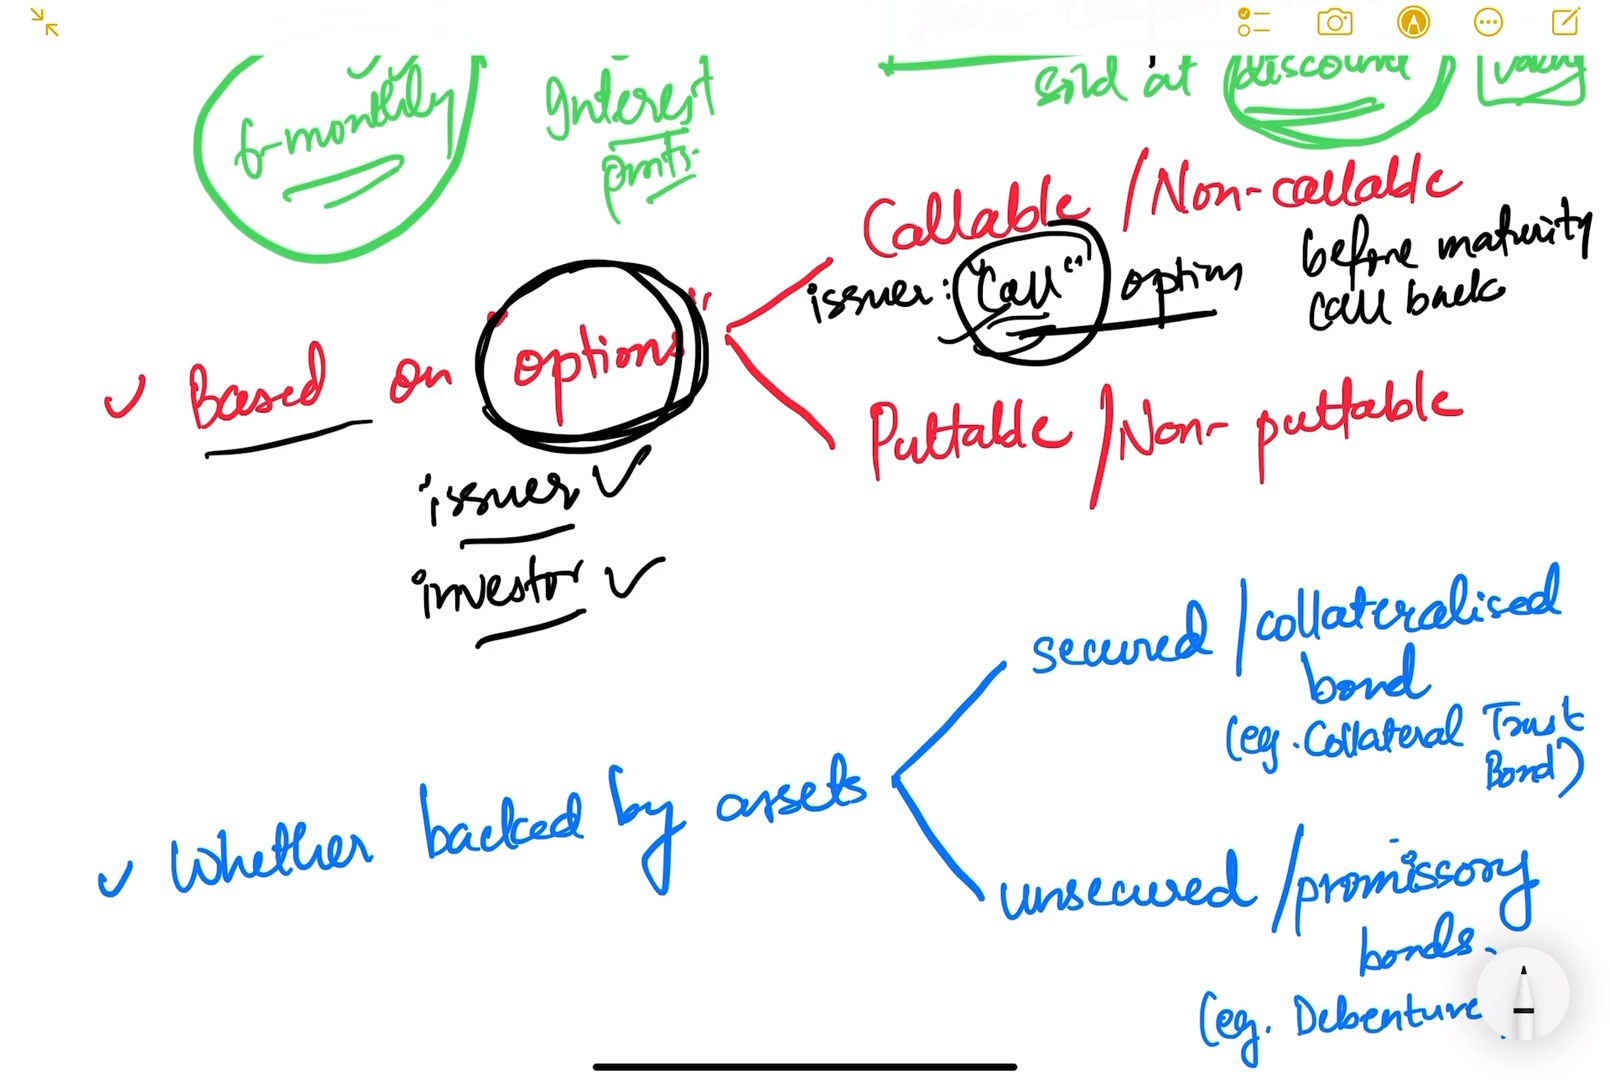 Zero-Coupon
6-monthly
Interest
pmts.
sold at discount
Callable / Non-callable
issuer: "Call" option
before maturity
call back
✓ Based on "options"
Puttable / Non-puttable
issuer ✓
investor ✓
secured / collateralised
bond
(eg. Collateral Trust
Bond)
✓ Whether backed by assets
unsecured / promissory
bonds.
(eg. Debenture